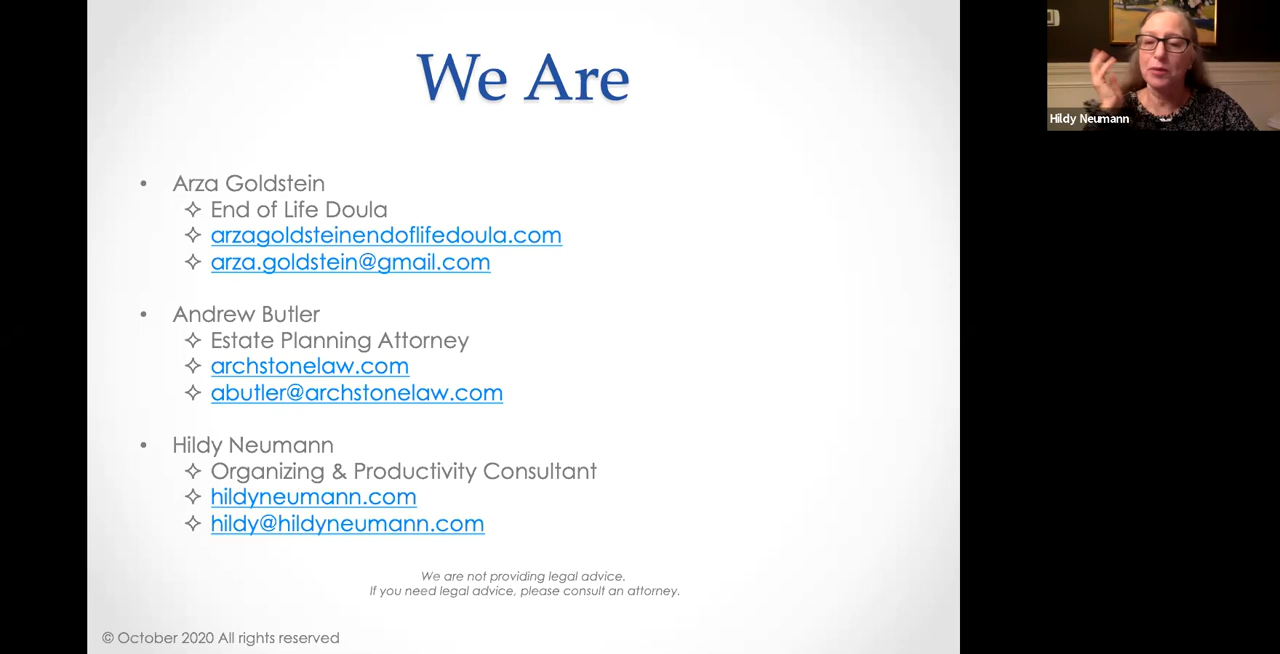 We Are
• Arza Goldstein
✧ End of Life Doula
✧ arzagoldsteinendoflifedoula.com
✧ arza.goldstein@gmail.com
• Andrew Butler
✧ Estate Planning Attorney
✧ archstonelaw.com
✧ abutler@archstonelaw.com
• Hildy Neumann
✧ Organizing & Productivity Consultant
✧ hildyneumann.com
✧ hildy@hildyneumann.com
We are not providing legal advice.
If you need legal advice, please consult an attorney.
© October 2020 All rights reserved
Hildy Neumann